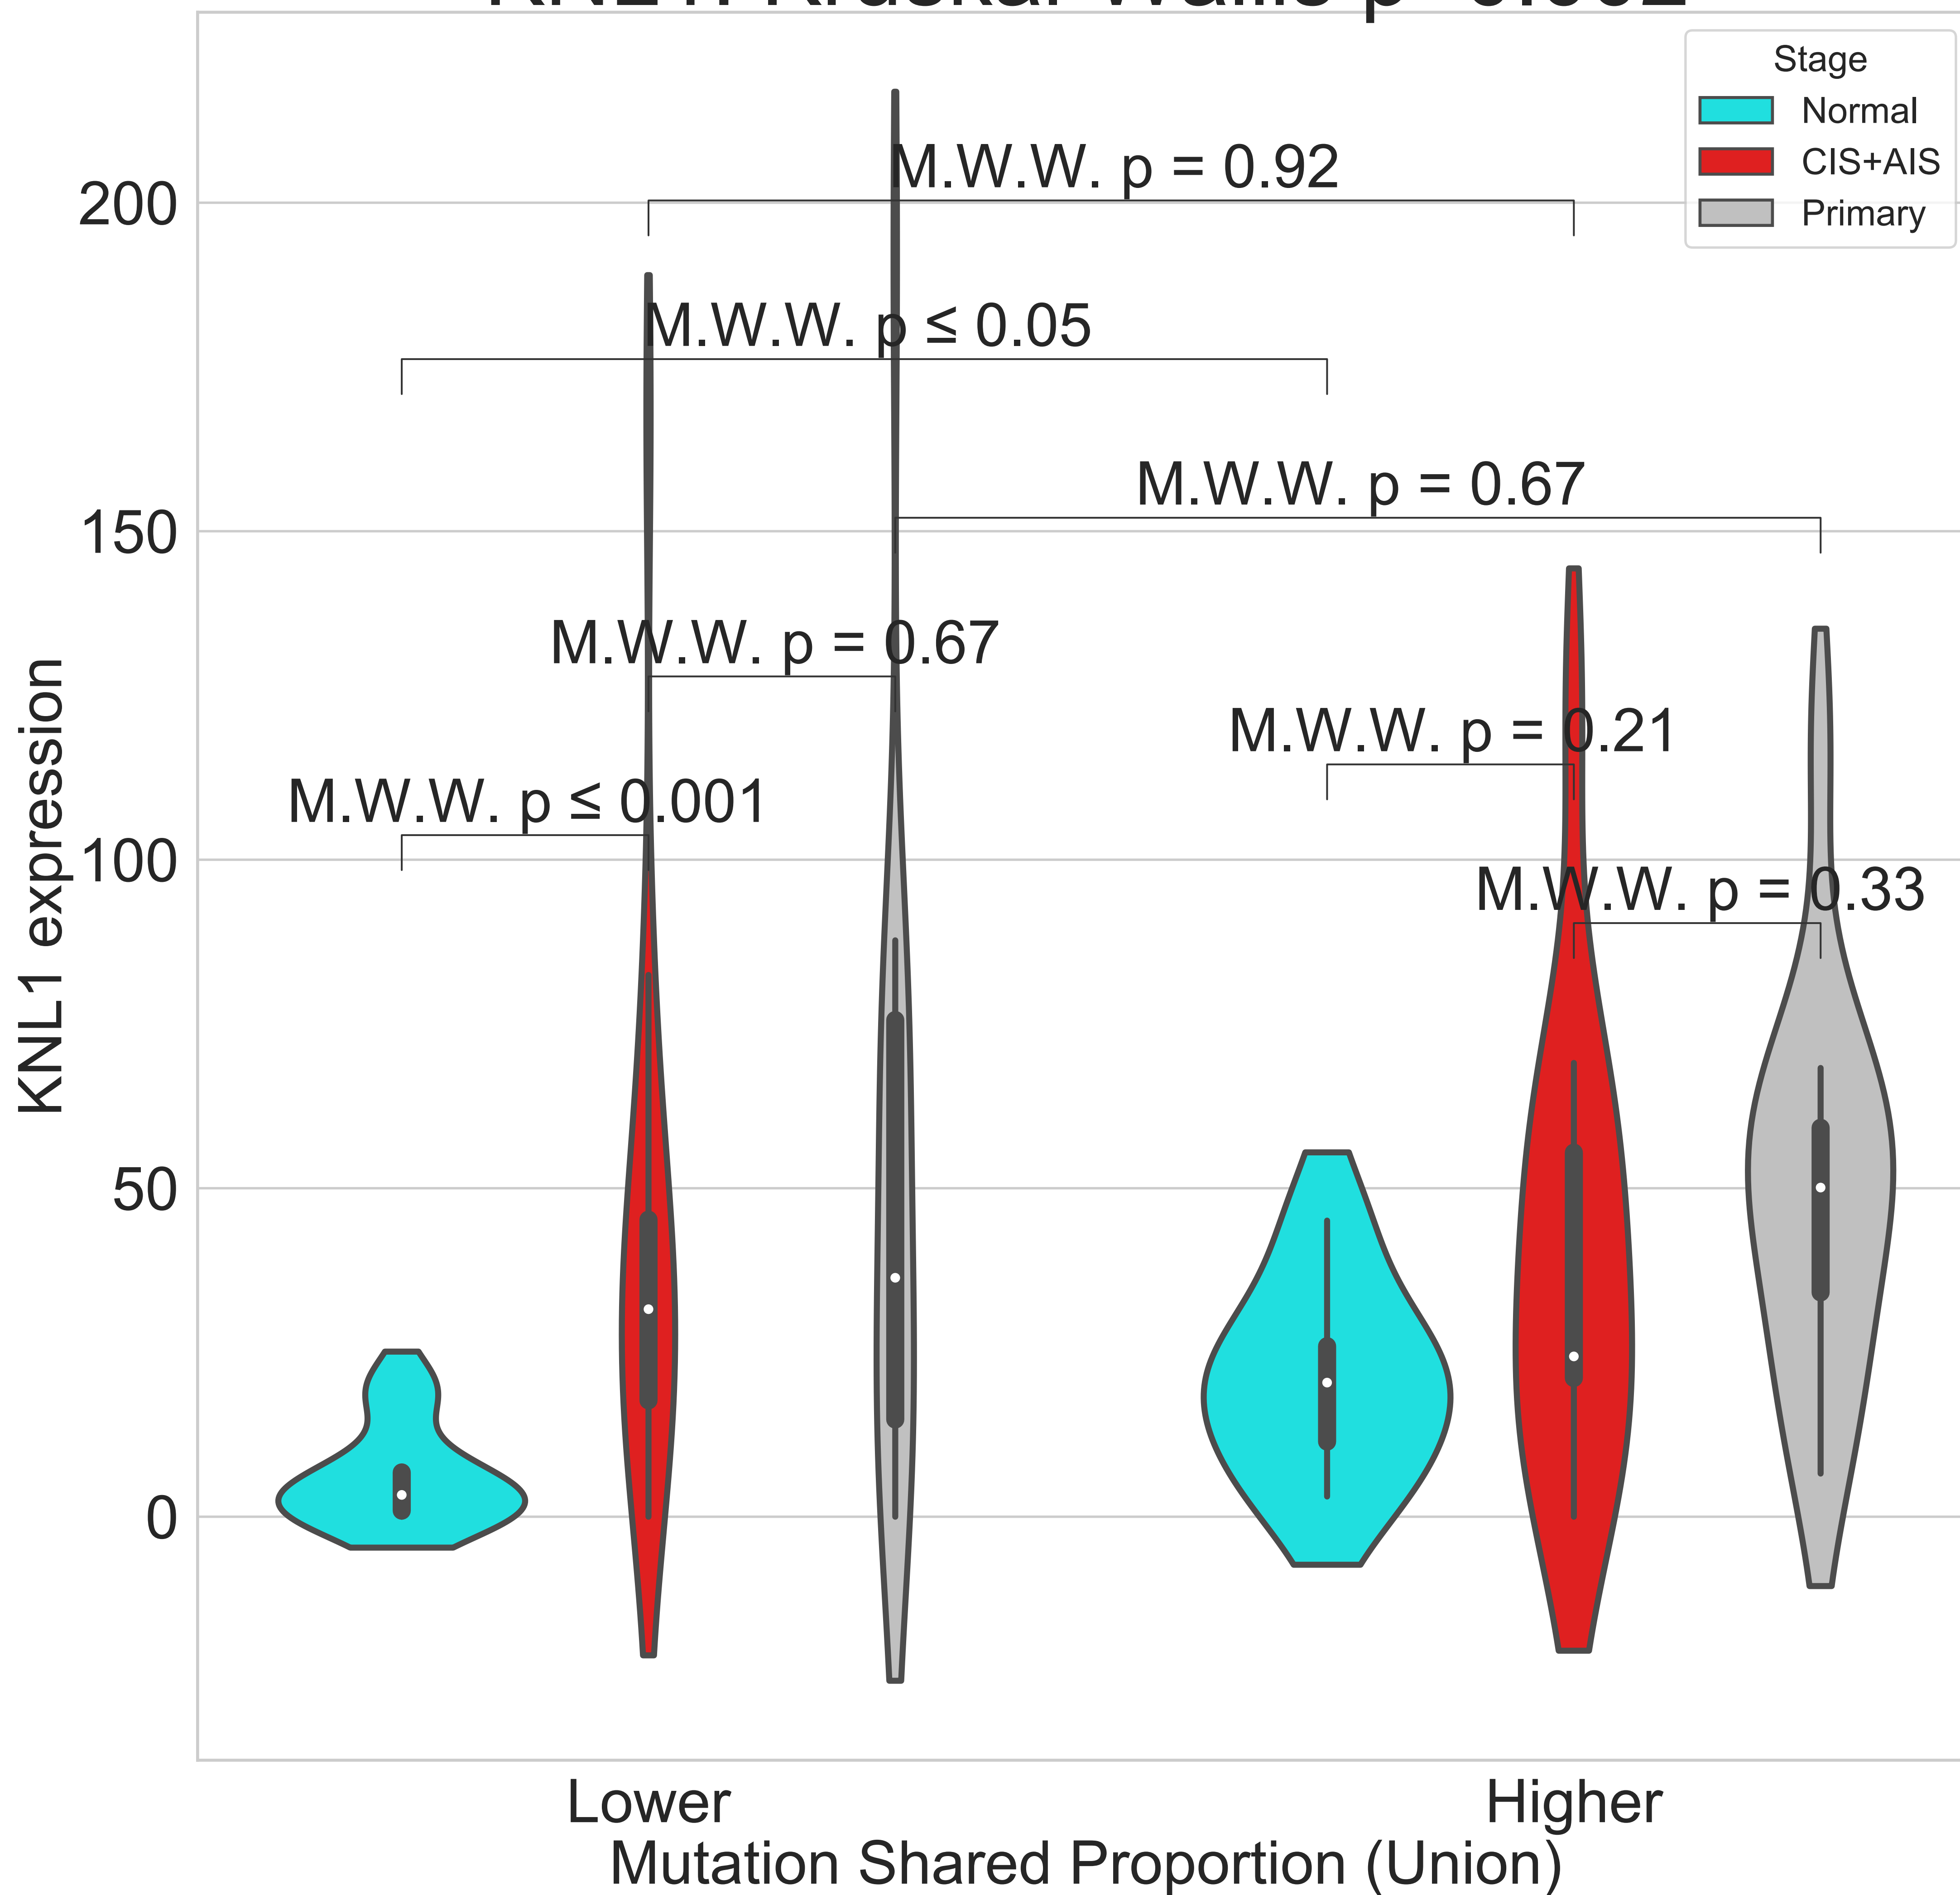 Stage
Normal
CIS+AIS
Primary
M.W.W. p = 0.92
200
M.W.W. p ≤ 0.05
M.W.W. p = 0.67
150
M.W.W. p = 0.67
M.W.W. p = 0.21
M.W.W. p ≤ 0.001
100
M.W.W. p = 0.33
KNL1 expression
50
0
Lower
Higher
Mutation Shared Proportion (Union)